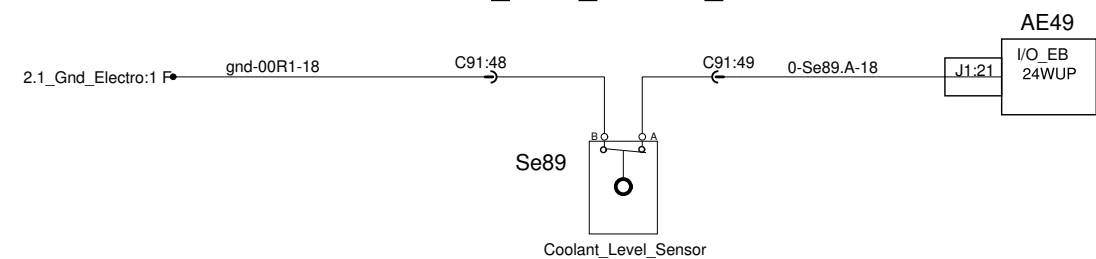 AE49
I/O_EB
24WUP
J1:21
2.1_Gnd_Electro:1 F
gnd-00R1-18
C91:48
C91:49
0-Se89.A-18
B
A
Se89
Coolant_Level_Sensor